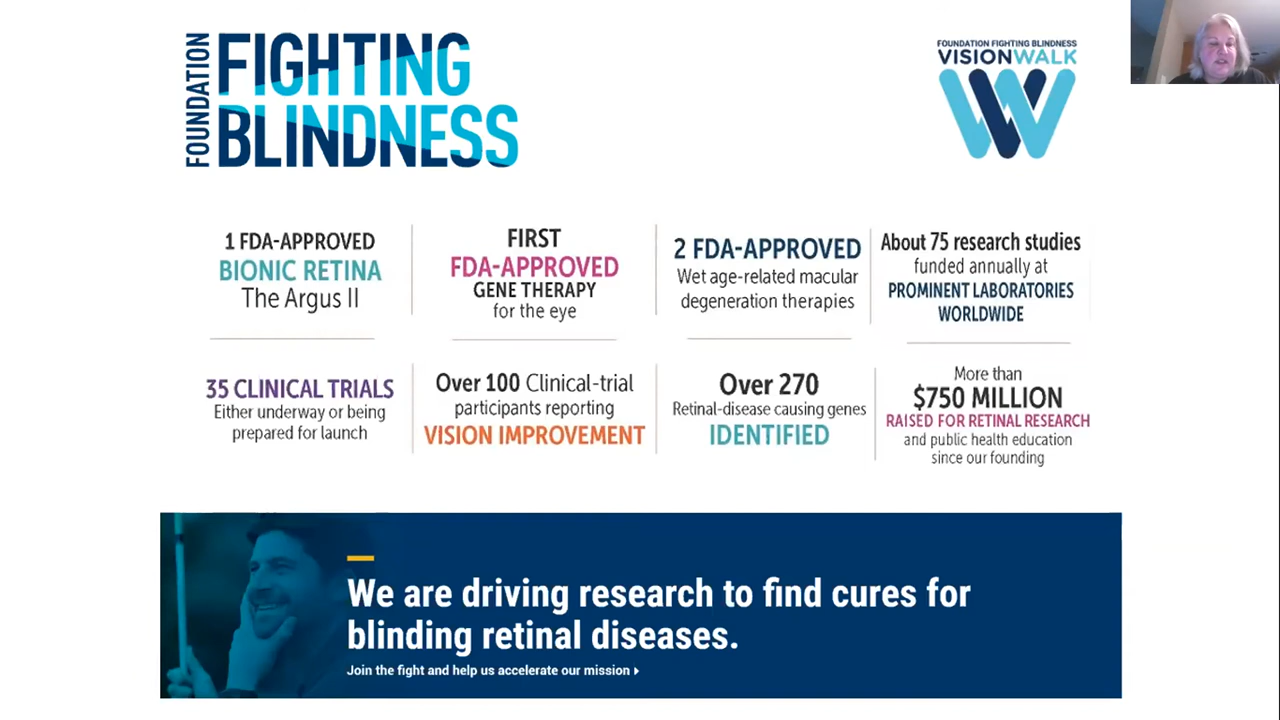 FOUNDATION
FIGHTING
BLINDNESS
FOUNDATION FIGHTING BLINDNESS
VISIONWALK
1 FDA-APPROVED
BIONIC RETINA
The Argus II
FIRST
FDA-APPROVED
GENE THERAPY
for the eye
2 FDA-APPROVED
Wet age-related macular
degeneration therapies
About 75 research studies
funded annually at
PROMINENT LABORATORIES
WORLDWIDE
35 CLINICAL TRIALS
Either underway or being
prepared for launch
Over 100 Clinical-trial
participants reporting
VISION IMPROVEMENT
Over 270
Retinal-disease causing genes
IDENTIFIED
More than
$750 MILLION
RAISED FOR RETINAL RESEARCH
and public health education
since our founding
We are driving research to find cures for
blinding retinal diseases.
Join the fight and help us accelerate our mission